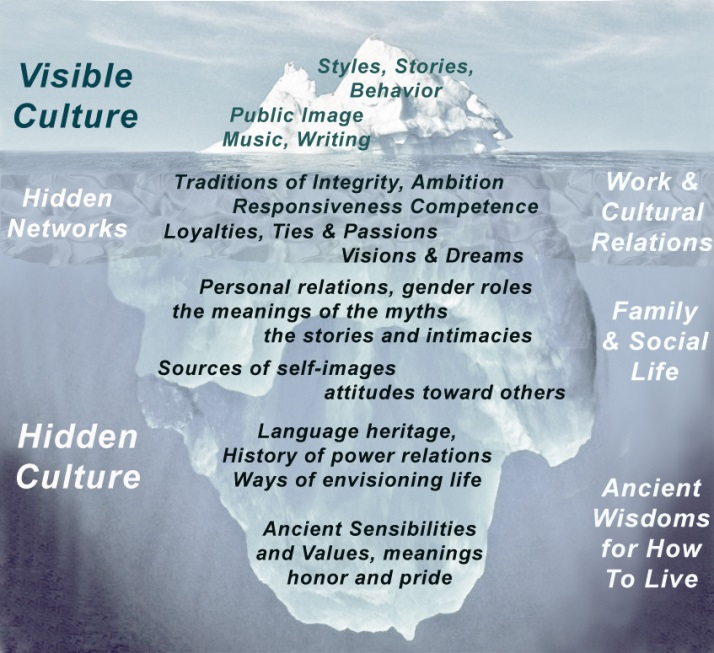 Visible
Culture
Styles, Stories,
Behavior
Public Image
Music, Writing
Hidden
Networks
Traditions of Integrity, Ambition
Responsiveness Competence
Loyalties, Ties & Passions
Visions & Dreams
Work &
Cultural
Relations
Personal relations, gender roles
the meanings of the myths
the stories and intimacies
Family
& Social
Life
Sources of self-images
attitudes toward others
Hidden
Culture
Language heritage,
History of power relations
Ways of envisioning life
Ancient Sensibilities
and Values, meanings
honor and pride
Ancient
Wisdoms
for How
To Live